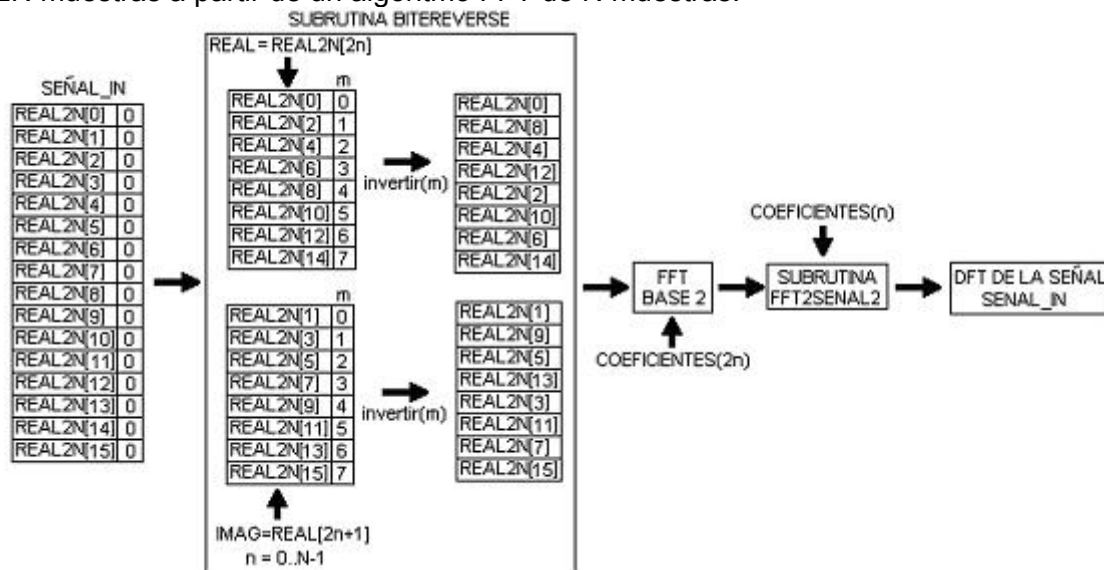 2N muestras a partir de un algoritmo FFT de N muestras.
SUBRUTINA BITEREVERSE
REAL = REAL2N[2n]
SEÑAL_IN
REAL2N[0] 0
REAL2N[1] 0
REAL2N[2] 0
REAL2N[3] 0
REAL2N[4] 0
REAL2N[5] 0
REAL2N[6] 0
REAL2N[7] 0
REAL2N[8] 0
REAL2N[9] 0
REAL2N[10] 0
REAL2N[11] 0
REAL2N[12] 0
REAL2N[13] 0
REAL2N[14] 0
REAL2N[15] 0
m
REAL2N[0] 0
REAL2N[2] 1
REAL2N[4] 2
REAL2N[6] 3
REAL2N[8] 4
REAL2N[10] 5
REAL2N[12] 6
REAL2N[14] 7
invertir(m)
REAL2N[0]
REAL2N[8]
REAL2N[4]
REAL2N[12]
REAL2N[2]
REAL2N[10]
REAL2N[6]
REAL2N[14]
m
REAL2N[1] 0
REAL2N[3] 1
REAL2N[5] 2
REAL2N[7] 3
REAL2N[9] 4
REAL2N[11] 5
REAL2N[13] 6
REAL2N[15] 7
invertir(m)
REAL2N[1]
REAL2N[9]
REAL2N[5]
REAL2N[13]
REAL2N[3]
REAL2N[11]
REAL2N[7]
REAL2N[15]
IMAG=REAL[2n+1]
n = 0..N-1
FFT
BASE 2
COEFICIENTES(2n)
COEFICIENTES(n)
SUBRUTINA
FFT2SENAL2
DFT DE LA SEÑAL
SENAL_IN